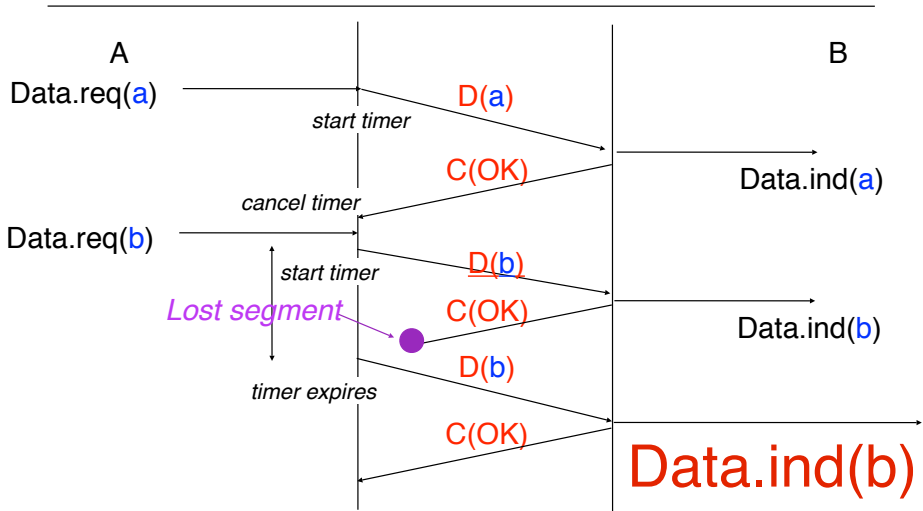 A
B
Data.req(a)
D(a)
start timer
C(OK)
Data.ind(a)
cancel timer
Data.req(b)
start timer
D(b)
Lost segment
C(OK)
Data.ind(b)
D(b)
timer expires
C(OK)
Data.ind(b)